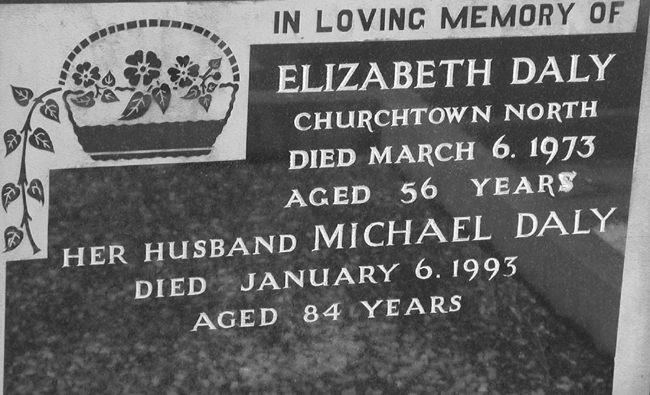 IN LOVING MEMORY OF
ELIZABETH DALY
CHURCHTOWN NORTH
DIED MARCH 6. 1973
AGED 56 YEARS
HER HUSBAND MICHAEL DALY
DIED JANUARY 6. 1993
AGED 84 YEARS